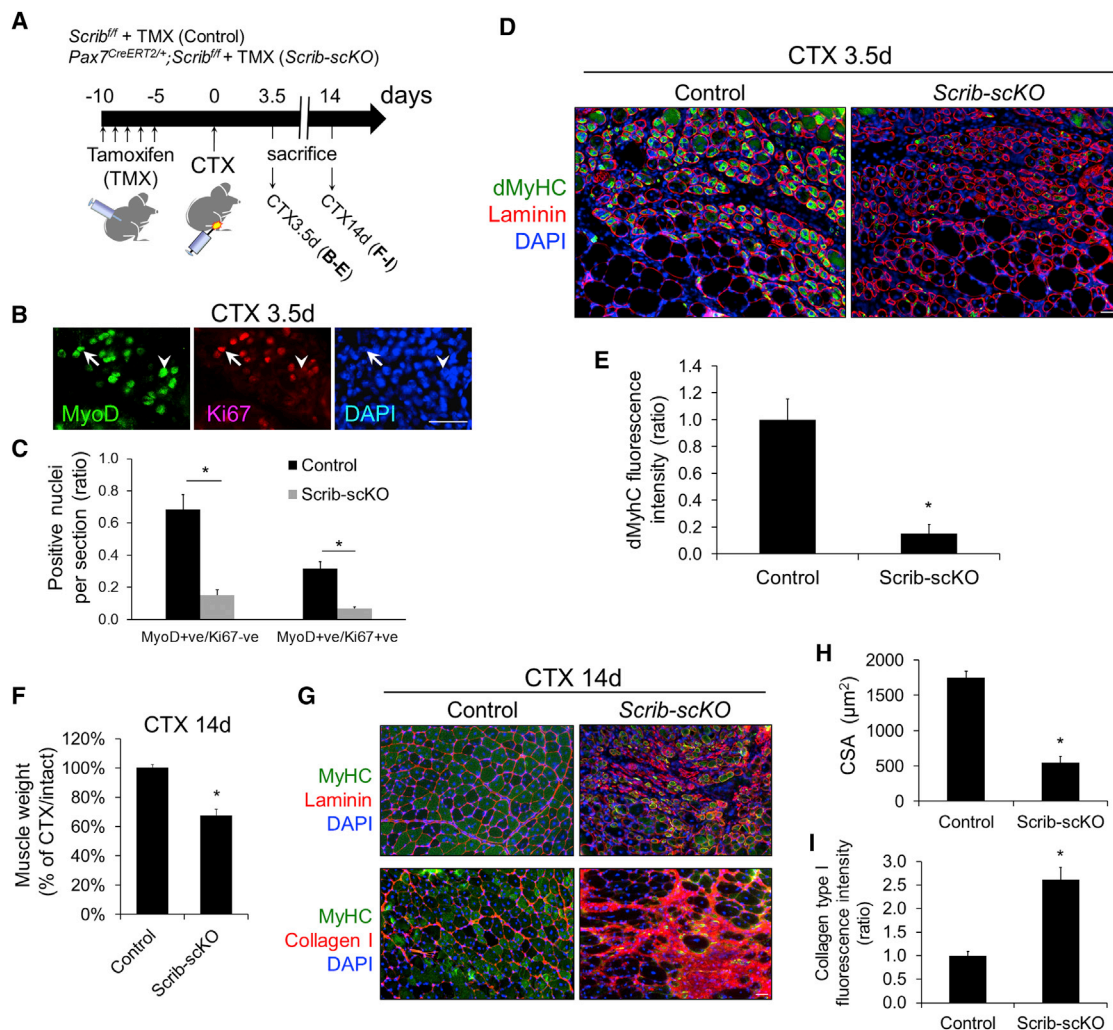 A
Scrib^f/f + TMX (Control)
Pax7^CreERT2/+;Scrib^f/f + TMX (Scrib-scKO)
-10 -5 0 3.5 14 days
Tamoxifen
(TMX)
CTX
sacrifice
CTX3.5d (B-E)
CTX14d (F-I)
B
CTX 3.5d
MyoD
Ki67
DAPI
C
Positive nuclei
per section (ratio)
1.0
0.8
0.6
0.4
0.2
0.0
*
*
Control
Scrib-scKO
MyoD+ve/Ki67-ve
MyoD+ve/Ki67+ve
D
CTX 3.5d
Control
Scrib-scKO
dMyHC
Laminin
DAPI
E
dMyhC fluorescence
intensity (ratio)
1.4
1.2
1.0
0.8
0.6
0.4
0.2
0.0
*
Control
Scrib-scKO
F
CTX 14d
Muscle weight
(% of CTX/intact)
120%
100%
80%
60%
40%
20%
0%
*
Control
Scrib-scKO
G
CTX 14d
Control
Scrib-scKO
MyHC
Laminin
DAPI
MyHC
Collagen I
DAPI
H
CSA (µm²)
2000
1500
1000
500
0
*
Control
Scrib-scKO
I
Collagen type I
fluorescence intensity
(ratio)
3.0
2.5
2.0
1.5
1.0
0.5
0.0
*
Control
Scrib-scKO